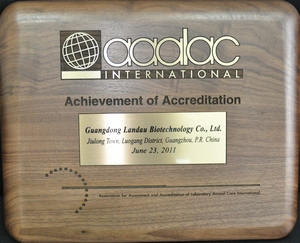 aaalac
INTERNATIONAL
Achievement of Accreditation
Guangdong Landau Biotechnology Co., Ltd.
Jiulong Town, Luogang District, Guangzhou, P.R. China
June 23, 2011
Association for Assessment and Accreditation of Laboratory Animal Care International